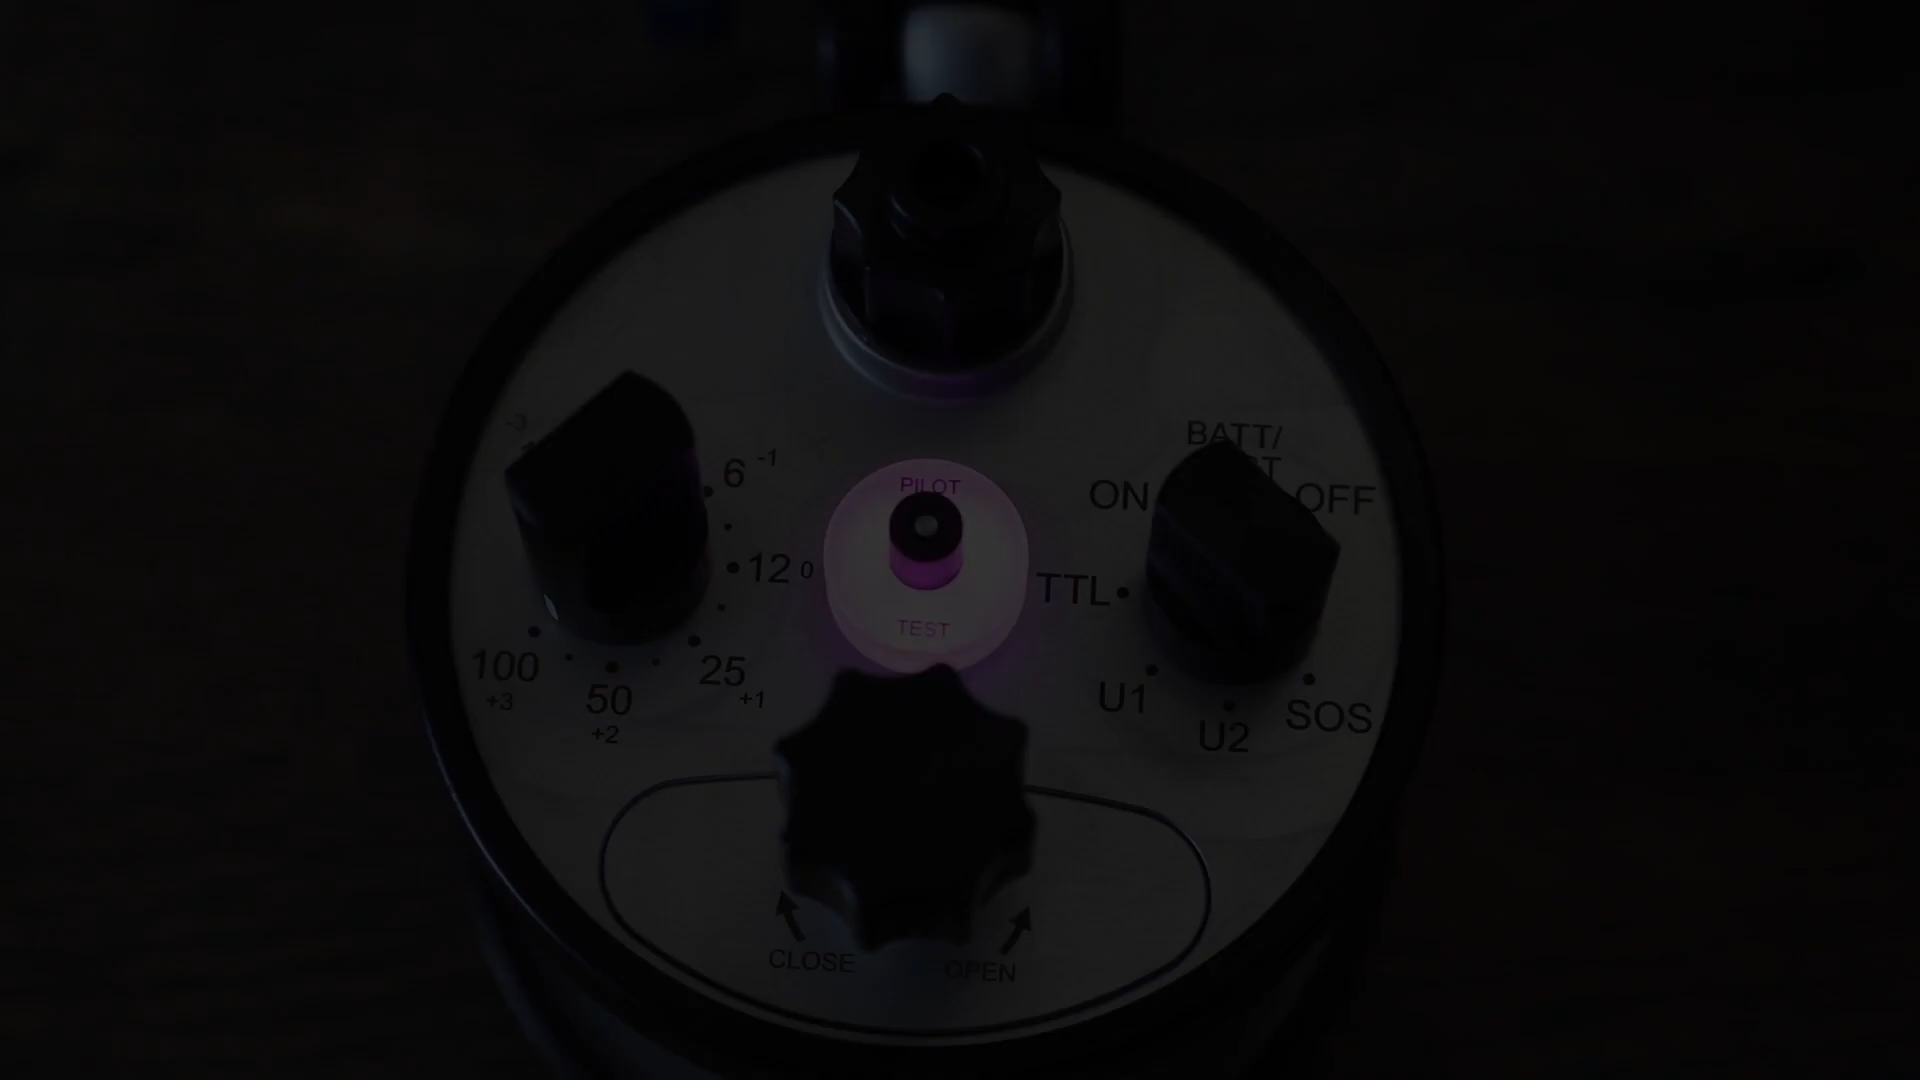 BATT/
-3
6 -1
PILOT
ON
OFF
12 0
TTL
TEST
100
+3
50
+2
25
+1
U1
U2
SOS
CLOSE
OPEN